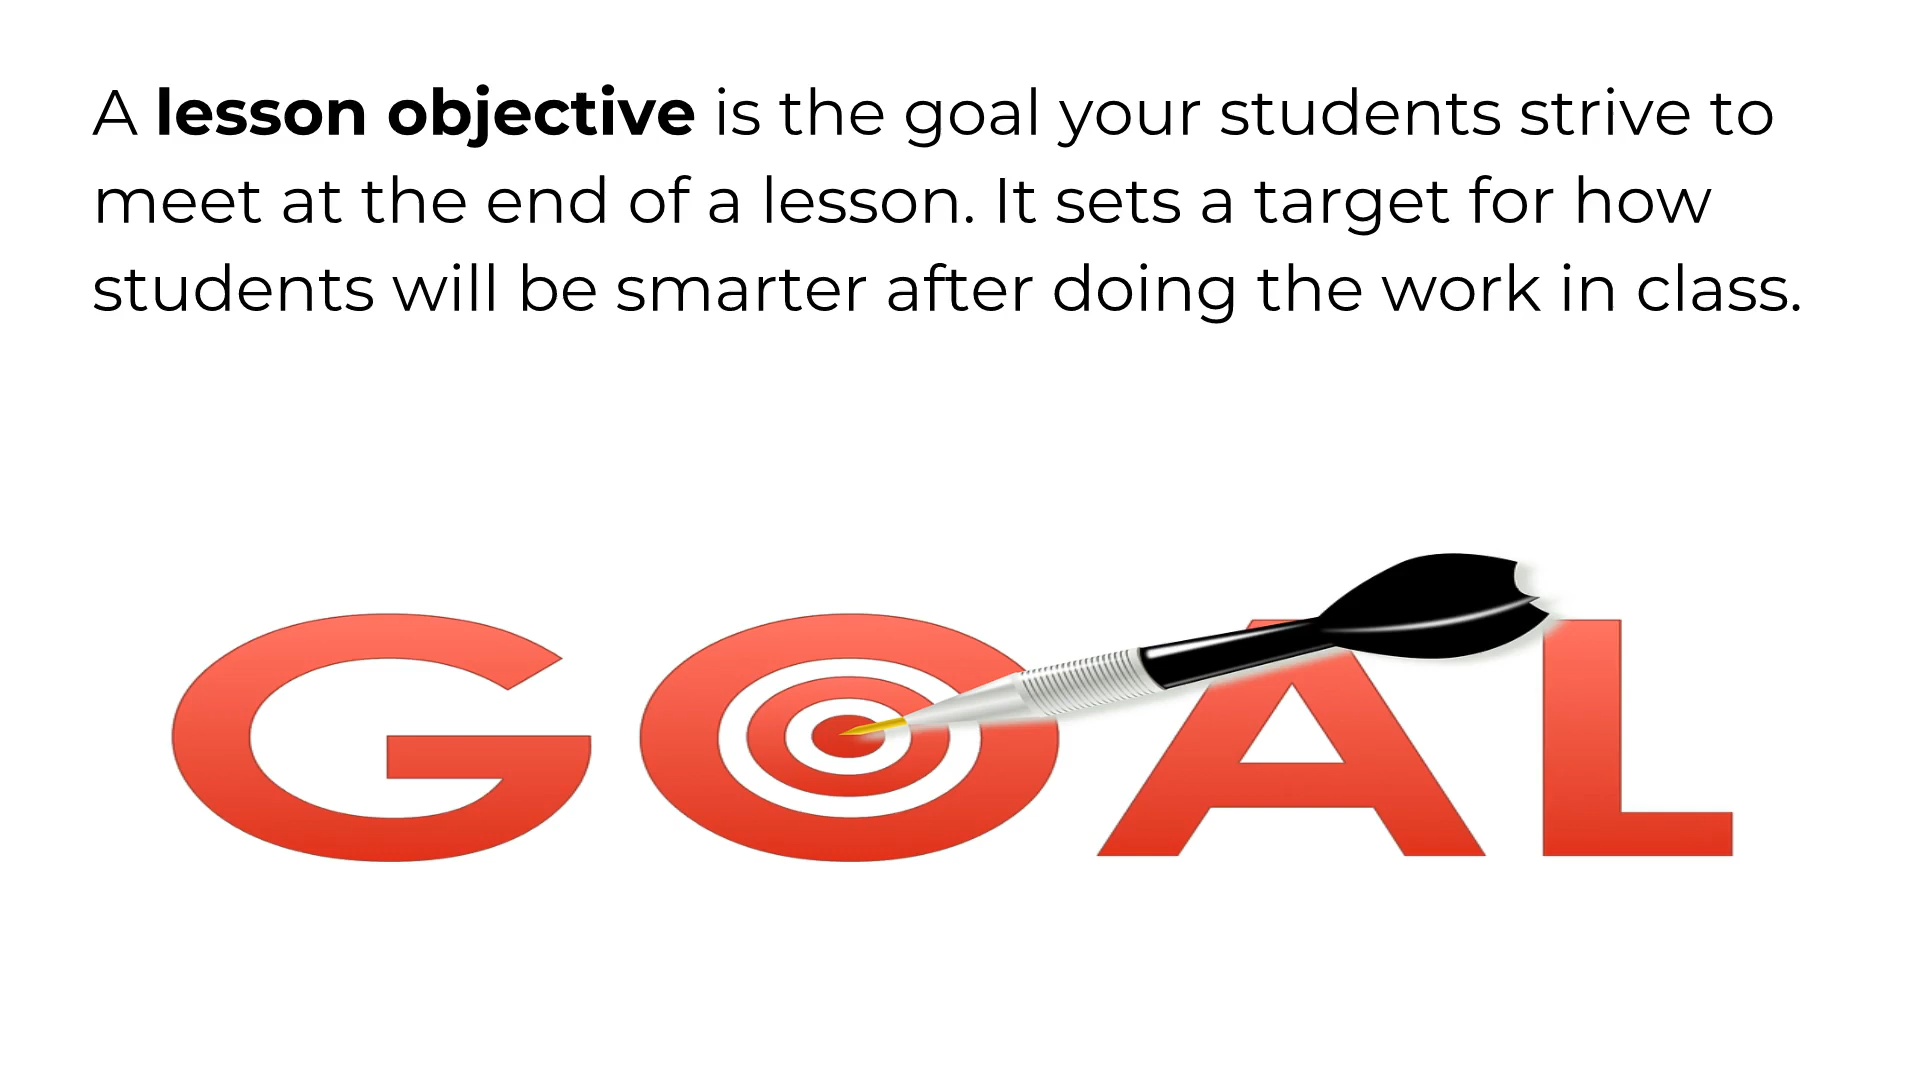 A lesson objective is the goal your students strive to
meet at the end of a lesson. It sets a target for how
students will be smarter after doing the work in class.
GOAL